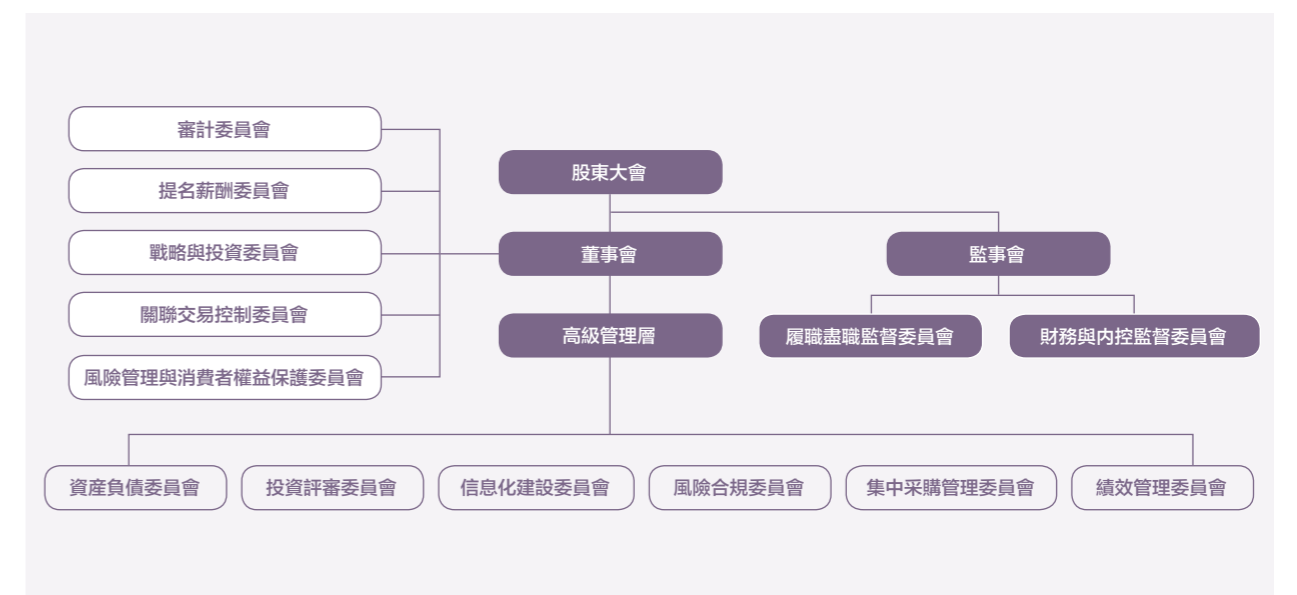 審計委員會
提名薪酬委員會
戰略與投資委員會
關聯交易控制委員會
風險管理與消費者權益保護委員會
股東大會
董事會
監事會
高級管理層
履職盡職監督委員會
財務與内控監督委員會
資産負債委員會
投資評審委員會
信息化建設委員會
風險合規委員會
集中采購管理委員會
績效管理委員會